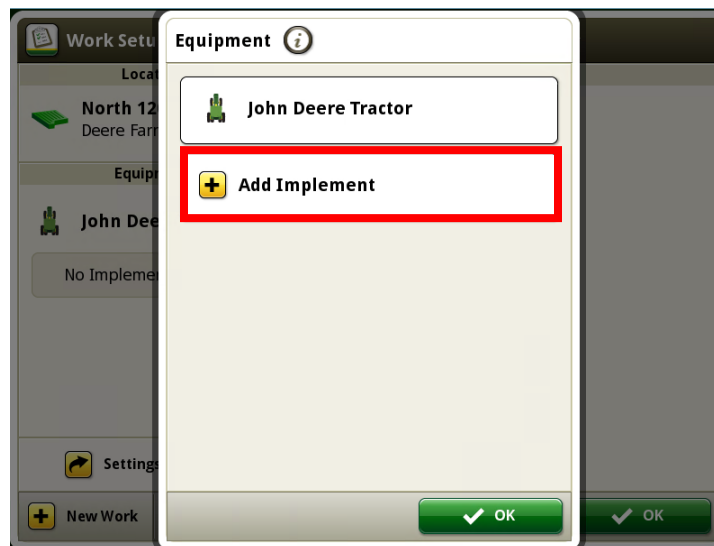 Work Setu
Equipment
Locat
North 12
Deere Farm
John Deere Tractor
Equip
Add Implement
John Dee
No Implemen
Settings
New Work
OK
OK